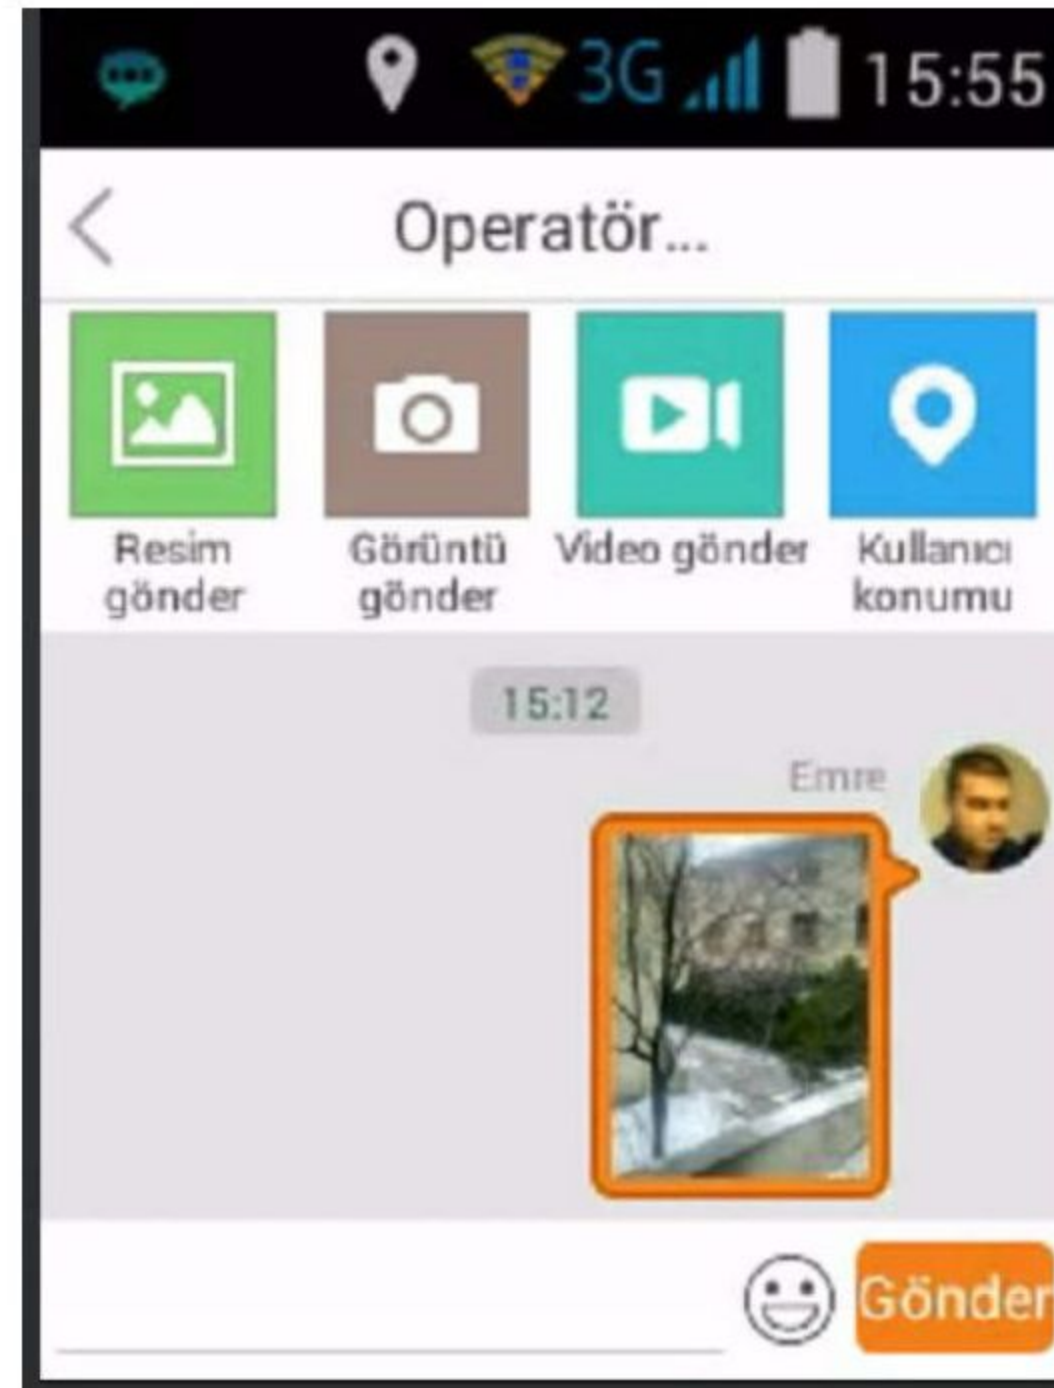 3G 15:55
Operatör...
Resim gönder
Görüntü gönder
Video gönder
Kullanıcı konumu
15:12
Emre
Gönder